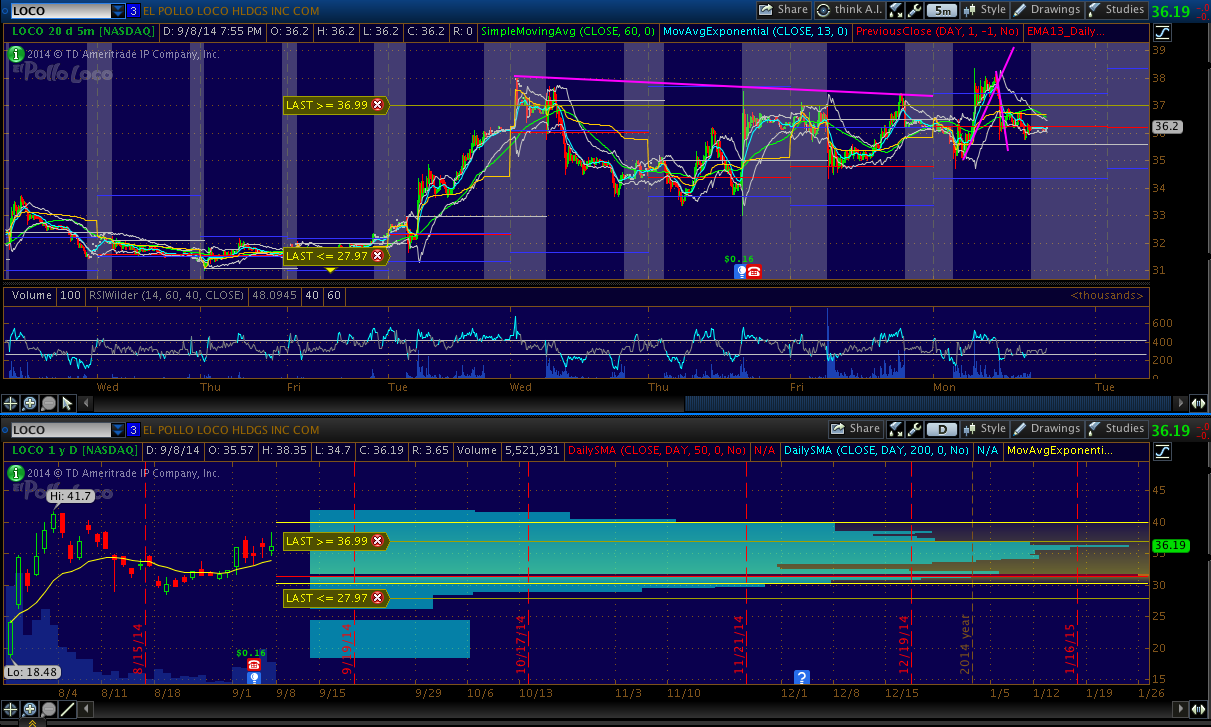 LOCO 3 EL POLLO LOCO HLDGS INC COM Share think A.I. 5m Style Drawings Studies 36.19
LOCO 20 d 5m [NASDAQ] D: 9/8/14 7:55 PM O: 36.2 H: 36.2 L: 36.2 C: 36.2 R: 0 SimpleMovingAvg (CLOSE, 60, 0) MovAvgExponential (CLOSE, 13, 0) PreviousClose (DAY, 1, -1, No) EMA13_Daily...
2014 © TD Ameritrade IP Company, Inc.
Pollo Loco
39
38
LAST >= 36.99
37
36.2
35
34
33
32
LAST <= 27.97
31
$0.16
Volume 100 RSIWilder (14, 60, 40, CLOSE) 48.0945 40 60 <thousands>
600
400
200
0
Wed Thu Fri Tue Wed Thu Fri Mon Tue
LOCO 3 EL POLLO LOCO HLDGS INC COM Share D Style Drawings Studies 36.19
LOCO 1 y D [NASDAQ] D: 9/8/14 O: 35.57 H: 38.35 L: 34.7 C: 36.19 R: 3.65 Volume 5,521,931 DailySMA (CLOSE, DAY, 50, 0, No) N/A DailySMA (CLOSE, DAY, 200, 0, No) N/A MovAvgExponenti...
2014 © TD Ameritrade IP Company, Inc.
Pollo Loco
Hi: 41.7
45
40
LAST >= 36.99
36.19
30
LAST <= 27.97
25
20
15
8/15/14
9/19/14
10/17/14
11/21/14
12/19/14
2014 year
1/16/15
$0.16
Lo: 18.48
8/4 8/11 8/18 9/1 9/8 9/15 9/29 10/6 10/13 11/3 11/10 12/1 12/8 12/15 1/5 1/12 1/19 1/26